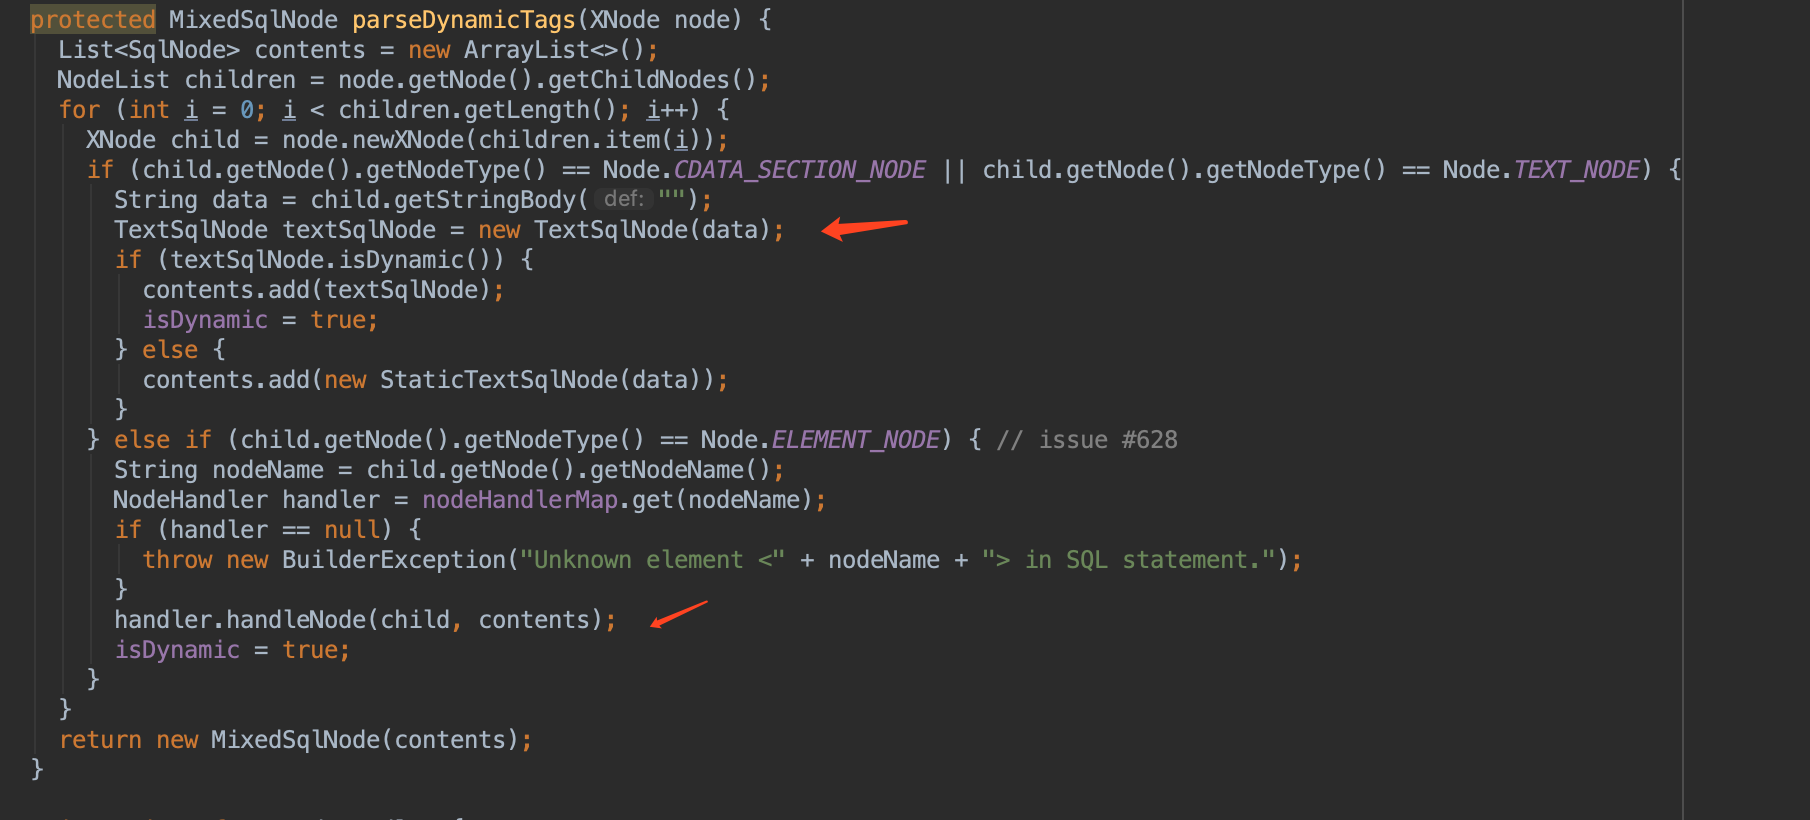 protected MixedSqlNode parseDynamicTags(XNode node) {
  List<SqlNode> contents = new ArrayList<>();
  NodeList children = node.getNode().getChildNodes();
  for (int i = 0; i < children.getLength(); i++) {
    XNode child = node.newXNode(children.item(i));
    if (child.getNode().getNodeType() == Node.CDATA_SECTION_NODE || child.getNode().getNodeType() == Node.TEXT_NODE) {
      String data = child.getStringBody( def: "");
      TextSqlNode textSqlNode = new TextSqlNode(data);
      if (textSqlNode.isDynamic()) {
        contents.add(textSqlNode);
        isDynamic = true;
      } else {
        contents.add(new StaticTextSqlNode(data));
      }
    } else if (child.getNode().getNodeType() == Node.ELEMENT_NODE) { // issue #628
      String nodeName = child.getNode().getNodeName();
      NodeHandler handler = nodeHandlerMap.get(nodeName);
      if (handler == null) {
        throw new BuilderException("Unknown element <" + nodeName + "> in SQL statement.");
      }
      handler.handleNode(child, contents);
      isDynamic = true;
    }
  }
  return new MixedSqlNode(contents);
}